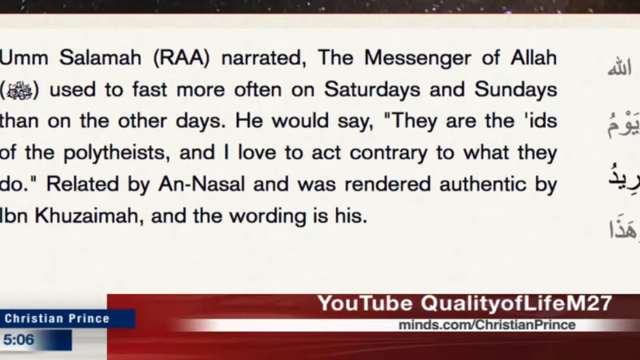 Umm Salamah (RAA) narrated, The Messenger of Allah
(ﷺ) used to fast more often on Saturdays and Sundays
than on the other days. He would say, "They are the 'ids
of the polytheists, and I love to act contrary to what they
do." Related by An-Nasal and was rendered authentic by
Ibn Khuzaimah, and the wording is his.
الله
يَوْمُ
رِيدُ
وهَذَا
YouTube QualityofLifeM27
minds.com/ChristianPrince
Christian Prince
5:06